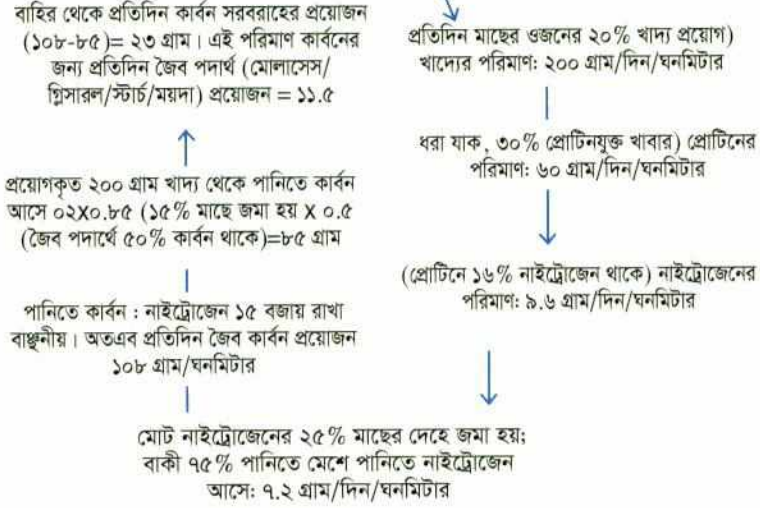 বাহির থেকে প্রতিদিন কার্বন সরবরাহের প্রয়োজন
(১০৮-৮৫)= ২৩ গ্রাম। এই পরিমাণ কার্বনের
জন্য প্রতিদিন জৈব পদার্থ (মোলাসেস/
গ্লিসারল/স্টার্চ/ময়দা) প্রয়োজন = ১১.৫
প্রয়োগকৃত ২০০ গ্রাম খাদ্য থেকে পানিতে কার্বন
আসে ০২X০.৮৫ (১৫% মাছে জমা হয় X ০.৫
(জৈব পদার্থে ৫০% কার্বন থাকে)=৮৫ গ্রাম
পানিতে কার্বন : নাইট্রোজেন ১৫ বজায় রাখা
বাঞ্ছনীয়। অতএব প্রতিদিন জৈব কার্বন প্রয়োজন
১০৮ গ্রাম/ঘনমিটার
প্রতিদিন মাছের ওজনের ২০% খাদ্য প্রয়োগ)
খাদ্যের পরিমাণ: ২০০ গ্রাম/দিন/ঘনমিটার
ধরা যাক, ৩০% প্রোটিনযুক্ত খাবার) প্রোটিনের
পরিমাণ: ৬০ গ্রাম/দিন/ঘনমিটার
(প্রোটিনে ১৬% নাইট্রোজেন থাকে) নাইট্রোজেনের
পরিমাণ: ৯.৬ গ্রাম/দিন/ঘনমিটার
মোট নাইট্রোজেনের ২৫% মাছের দেহে জমা হয়;
বাকী ৭৫% পানিতে মেশে পানিতে নাইট্রোজেন
আসে: ৭.২ গ্রাম/দিন/ঘনমিটার